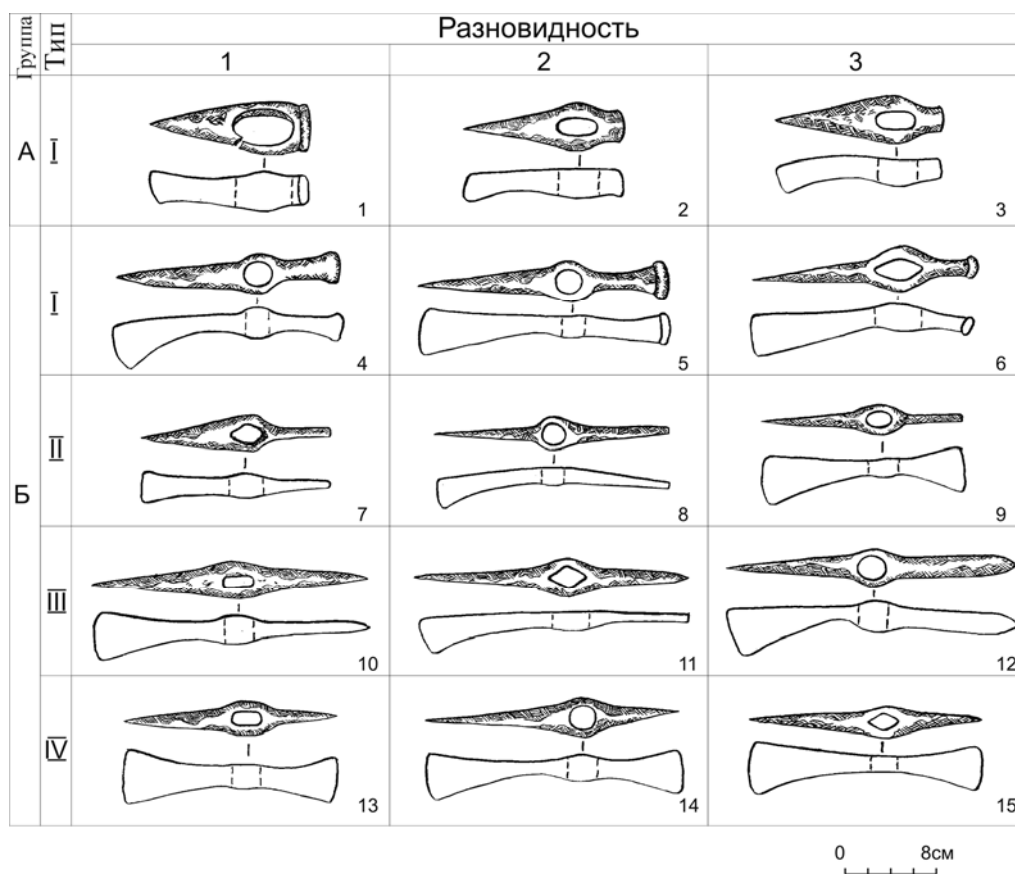 Группа
Тип
Разновидность
1 2 3
А
I
1 2 3
I
4 5 6
Б
II
7 8 9
III
10 11 12
IV
13 14 15
0 8см